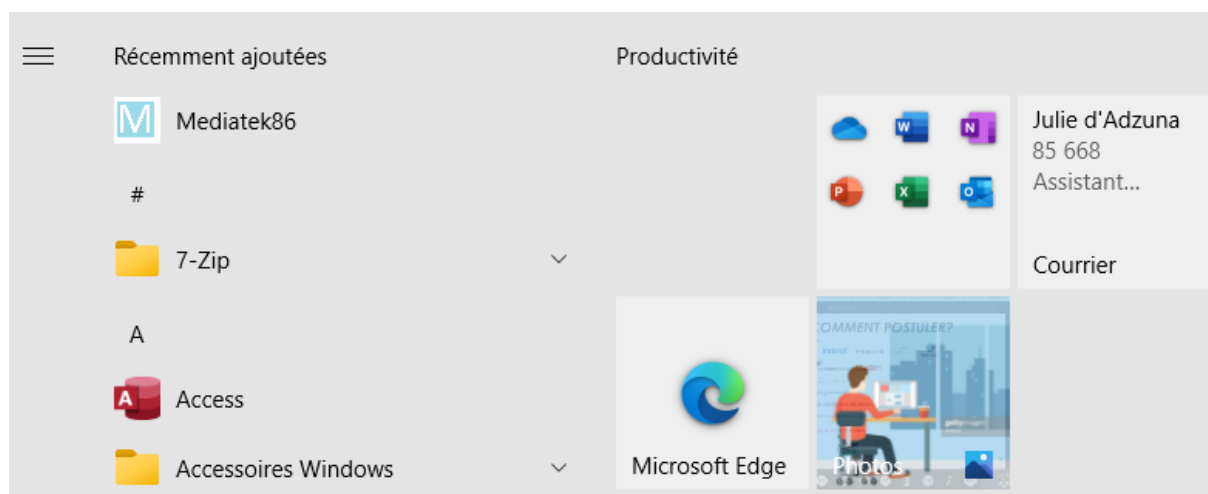 Récemment ajoutées
Mediatek86
#
7-Zip
A
Access
Accessoires Windows
Productivité
Julie d'Adzuna
85 668
Assistant...
Courrier
Microsoft Edge
COMMENT POSTULER?
Photos